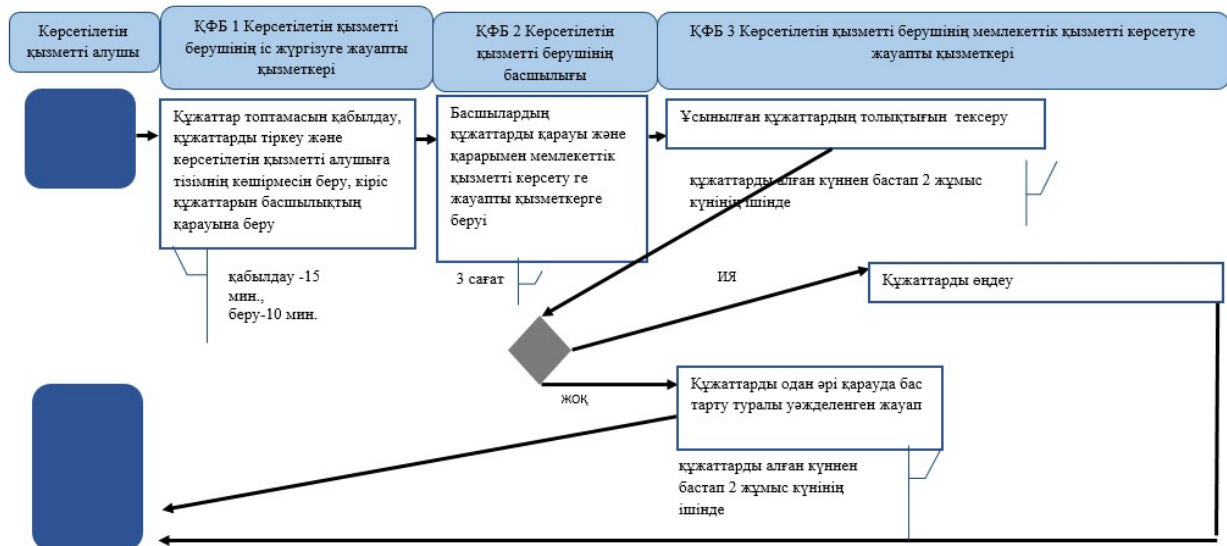 Көрсетілетін
қызметті алушы
ҚФБ 1 Көрсетілетін қызметті
берушінің іс жүргізуге жауапты
қызметкері
ҚФБ 2 Көрсетілетін
қызметті берушінің
басшылығы
ҚФБ 3 Көрсетілетін қызметті берушінің мемлекеттік қызметті көрсетуге
жауапты қызметкері
Құжаттар топтамасын қабылдау,
құжаттарды тіркеу және
көрсетілетін қызметті алушыға
тізімнің көшірмесін беру, кіріс
құжаттарын басшылықтың
қарауына беру
Басшылардың
құжаттарды қарауы және
қарарымен мемлекеттік
қызметті көрсету ге
жауапты қызметкерге
беруі
Ұсынылған құжаттардың толықтығын тексеру
құжаттарды алған күннен бастап 2 жұмыс
күнінің ішінде
қабылдау -15
мин.,
беру-10 мин.
3 сағат
ИЯ
Құжаттарды өңдеу
ЖОҚ
Құжаттарды одан әрі қарауда бас
тарту туралы уәжделенген жауап
құжаттарды алған күннен
бастап 2 жұмыс күнінің
ішінде